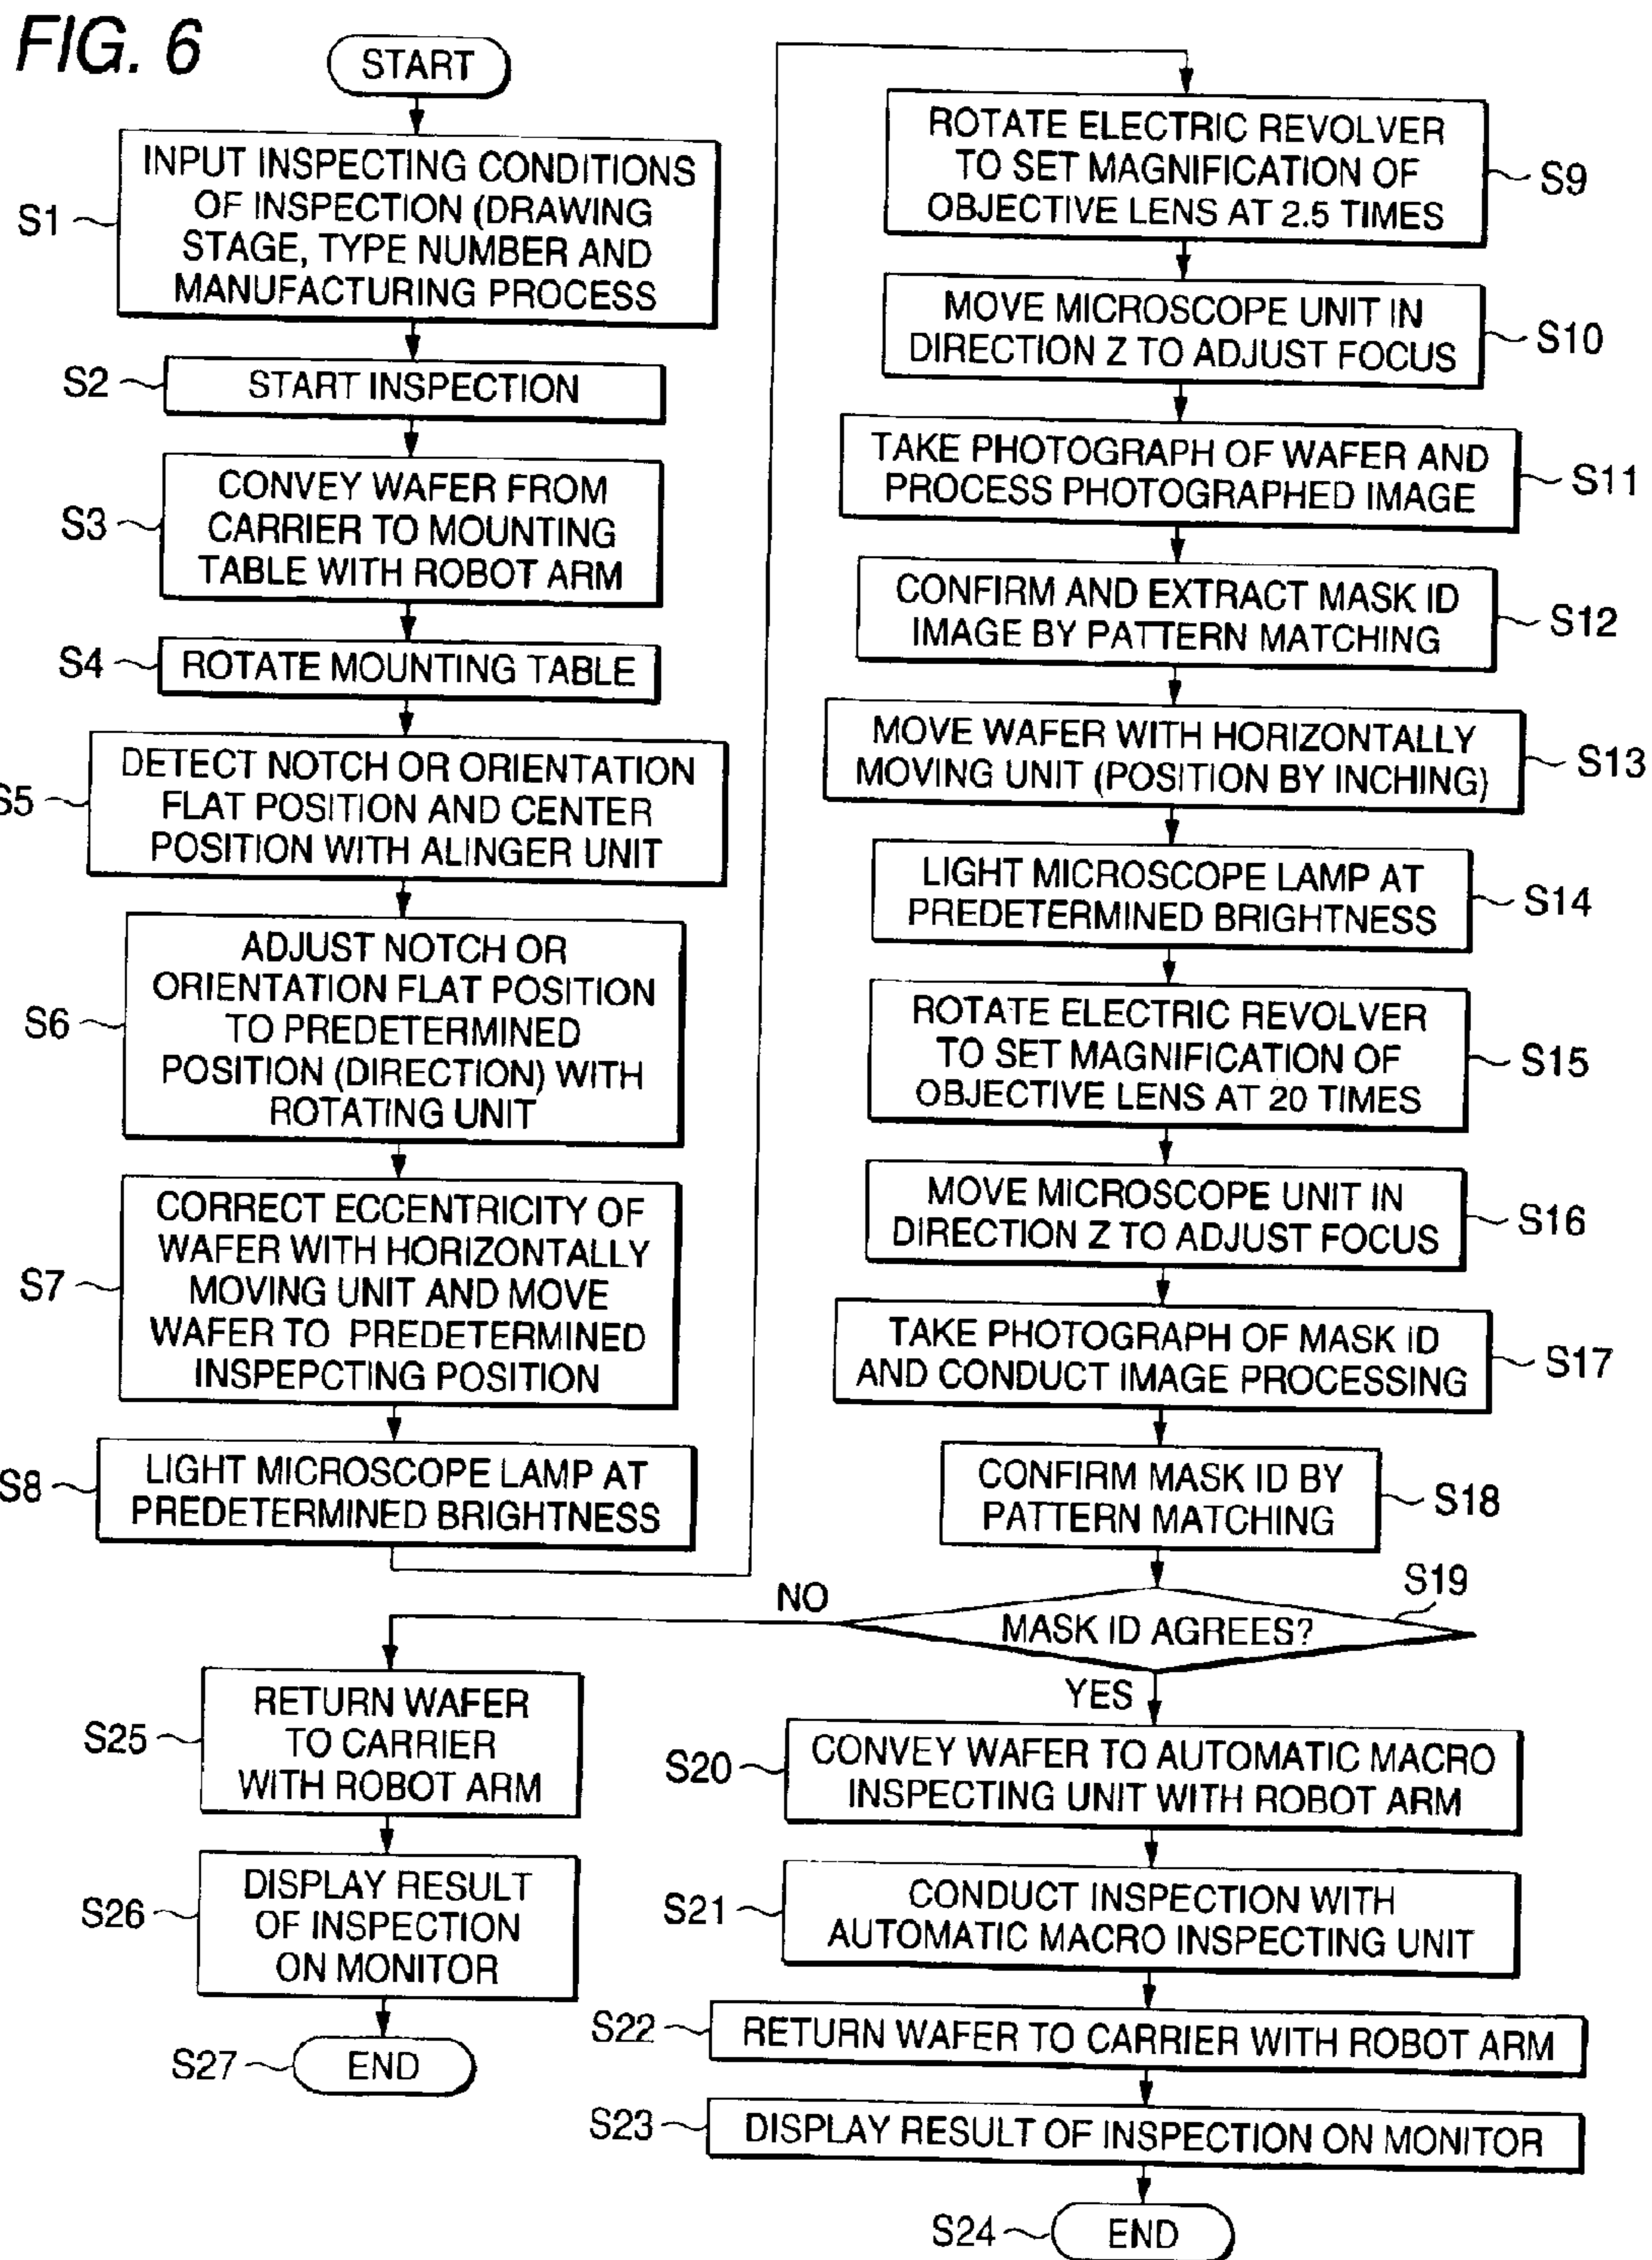 FIG. 6
START
S1
INPUT INSPECTING CONDITIONS
OF INSPECTION (DRAWING
STAGE, TYPE NUMBER AND
MANUFACTURING PROCESS
S2
START INSPECTION
S3
CONVEY WAFER FROM
CARRIER TO MOUNTING
TABLE WITH ROBOT ARM
S4
ROTATE MOUNTING TABLE
S5
DETECT NOTCH OR ORIENTATION
FLAT POSITION AND CENTER
POSITION WITH ALINGER UNIT
S6
ADJUST NOTCH OR
ORIENTATION FLAT POSITION
TO PREDETERMINED
POSITION (DIRECTION) WITH
ROTATING UNIT
S7
CORRECT ECCENTRICITY OF
WAFER WITH HORIZONTALLY
MOVING UNIT AND MOVE
WAFER TO PREDETERMINED
INSPEPCTING POSITION
S8
LIGHT MICROSCOPE LAMP AT
PREDETERMINED BRIGHTNESS
ROTATE ELECTRIC REVOLVER
TO SET MAGNIFICATION OF
OBJECTIVE LENS AT 2.5 TIMES
S9
MOVE MICROSCOPE UNIT IN
DIRECTION Z TO ADJUST FOCUS
S10
TAKE PHOTOGRAPH OF WAFER AND
PROCESS PHOTOGRAPHED IMAGE
S11
CONFIRM AND EXTRACT MASK ID
IMAGE BY PATTERN MATCHING
S12
MOVE WAFER WITH HORIZONTALLY
MOVING UNIT (POSITION BY INCHING)
S13
LIGHT MICROSCOPE LAMP AT
PREDETERMINED BRIGHTNESS
S14
ROTATE ELECTRIC REVOLVER
TO SET MAGNIFICATION OF
OBJECTIVE LENS AT 20 TIMES
S15
MOVE MICROSCOPE UNIT IN
DIRECTION Z TO ADJUST FOCUS
S16
TAKE PHOTOGRAPH OF MASK ID
AND CONDUCT IMAGE PROCESSING
S17
CONFIRM MASK ID BY
PATTERN MATCHING
S18
S19
MASK ID AGREES?
NO
YES
S25
RETURN WAFER
TO CARRIER
WITH ROBOT ARM
S26
DISPLAY RESULT
OF INSPECTION
ON MONITOR
S27
END
S20
CONVEY WAFER TO AUTOMATIC MACRO
INSPECTING UNIT WITH ROBOT ARM
S21
CONDUCT INSPECTION WITH
AUTOMATIC MACRO INSPECTING UNIT
S22
RETURN WAFER TO CARRIER WITH ROBOT ARM
S23
DISPLAY RESULT OF INSPECTION ON MONITOR
S24
END